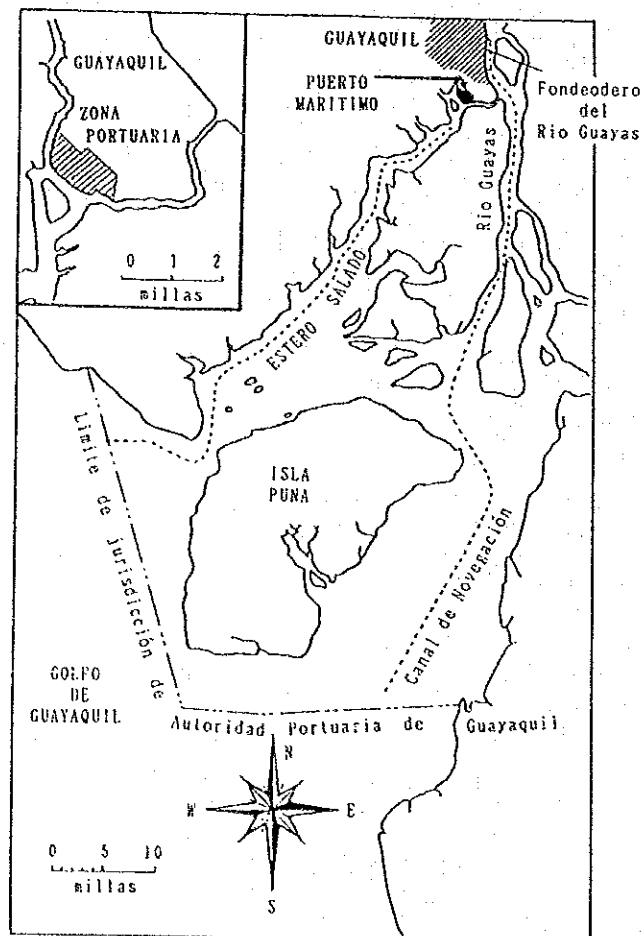 GUAYAQUIL
ZONA
PORTUARIA
0 1 2
millas
GUAYAQUIL
PUERTO
MARITIMO
Fondeodero
del
Rio Guayas
Rio Guayas
ESTERO SALADO
ISLA
PUNA
Canal de Novegación
Limite de jurisdicción de
Autoridad Portuaria de Guayaquil
GOLFO
DE
GUAYAQUIL
N
W E
S
0 5 10
millas